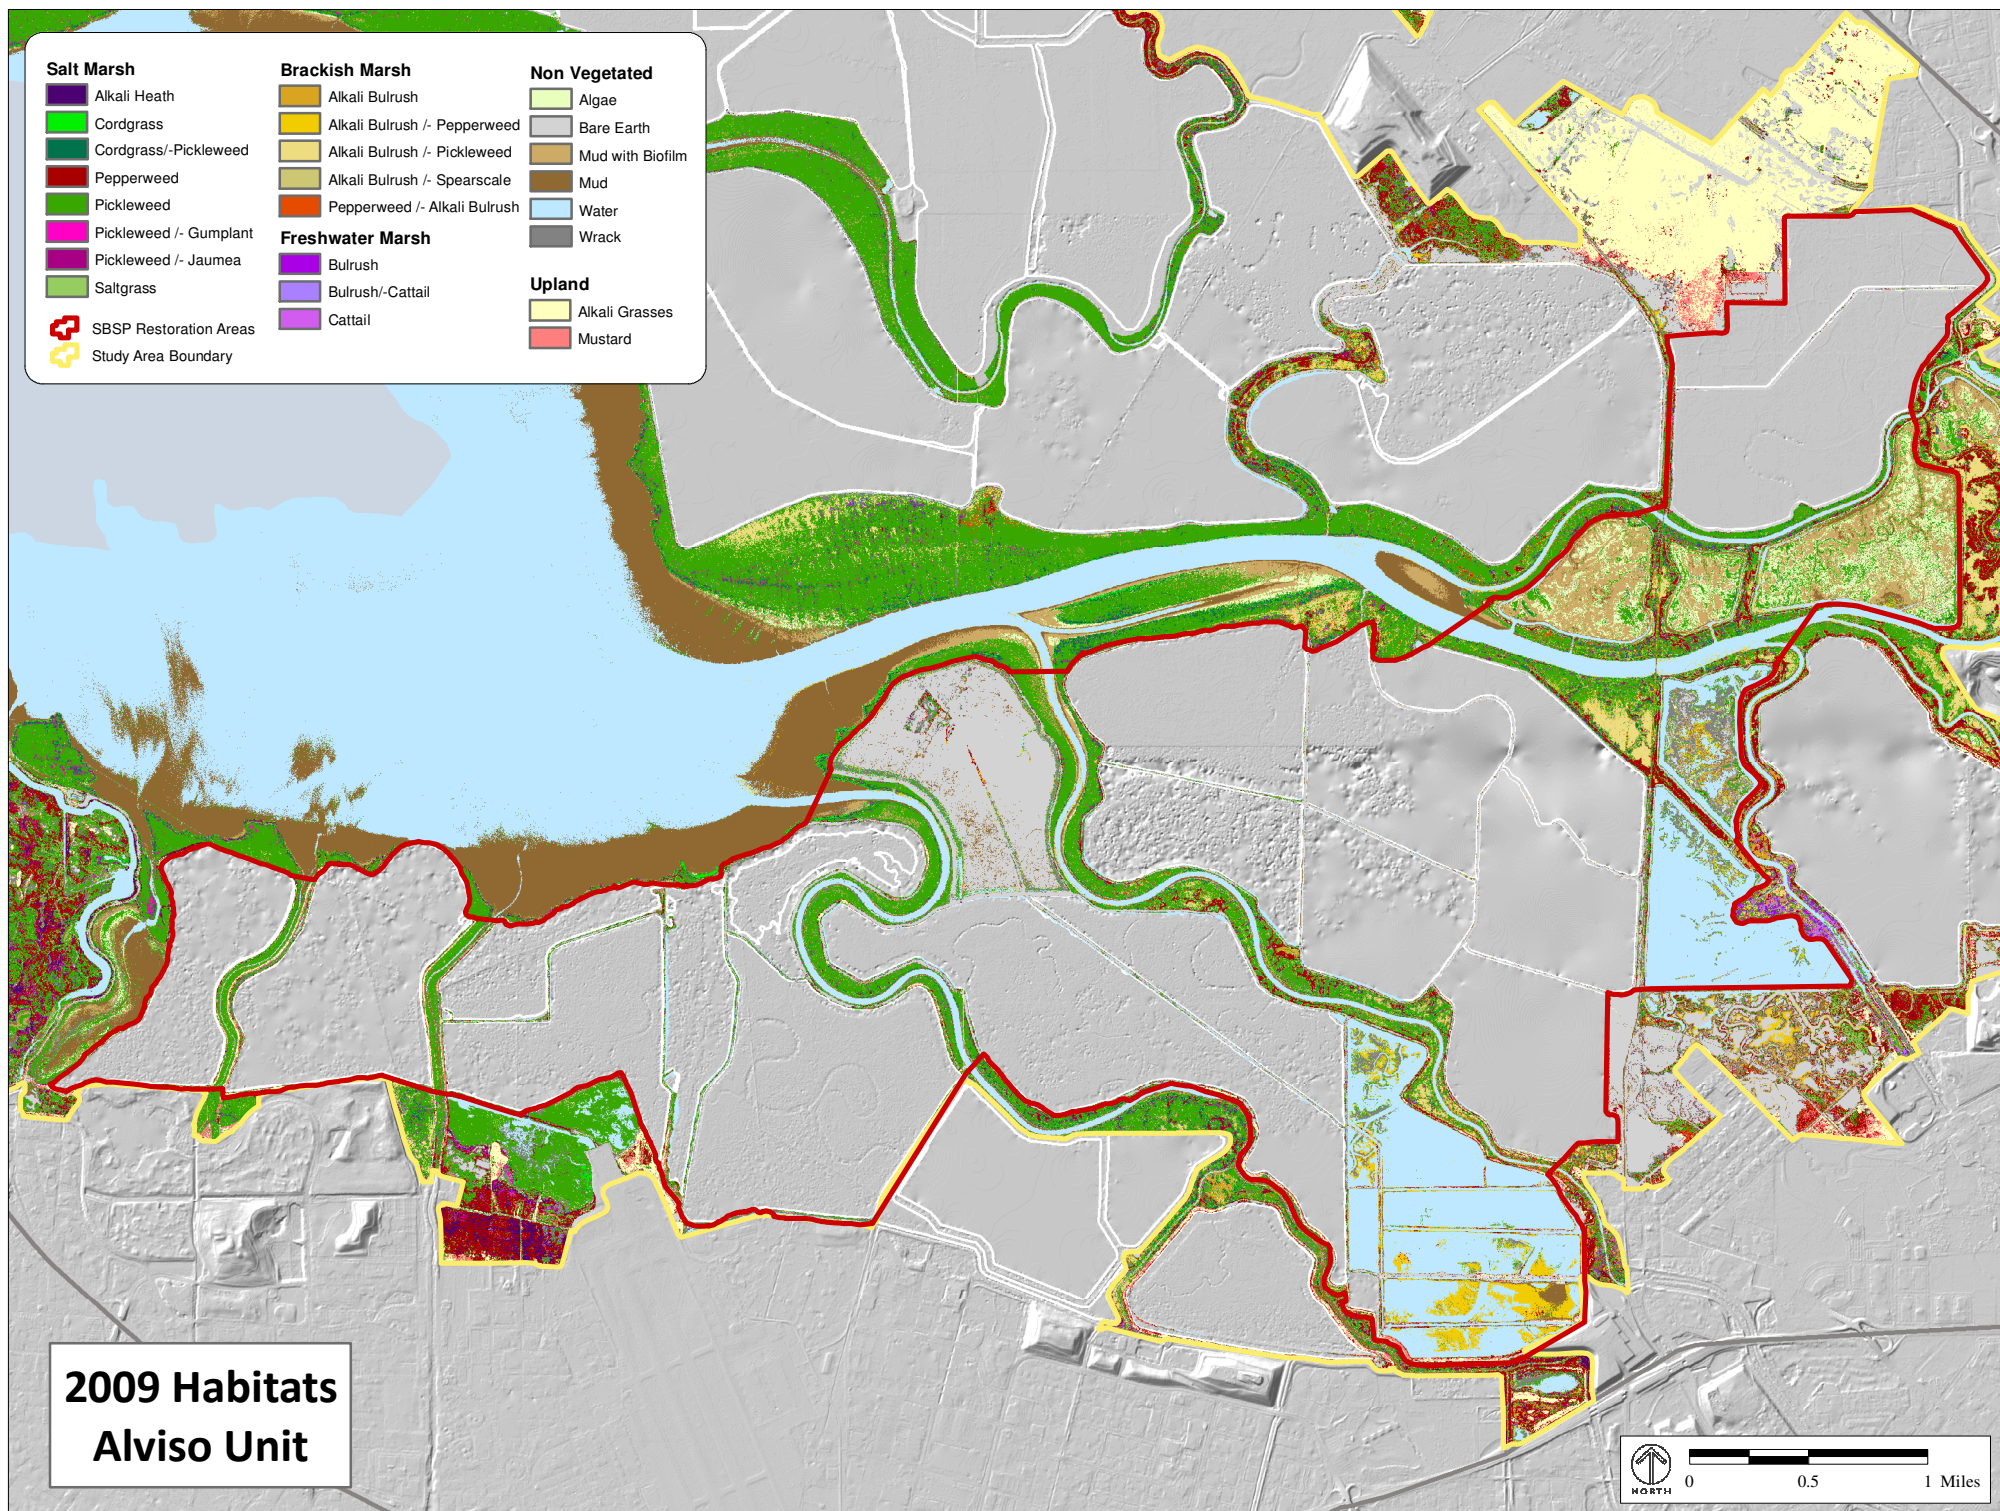 Salt Marsh
Alkali Heath
Cordgrass
Cordgrass/-Pickleweed
Pepperweed
Pickleweed
Pickleweed /- Gumplant
Pickleweed /- Jaumea
Saltgrass
SBSP Restoration Areas
Study Area Boundary
Brackish Marsh
Alkali Bulrush
Alkali Bulrush /- Pepperweed
Alkali Bulrush /- Pickleweed
Alkali Bulrush /- Spearscale
Pepperweed /- Alkali Bulrush
Freshwater Marsh
Bulrush
Bulrush/-Cattail
Cattail
Non Vegetated
Algae
Bare Earth
Mud with Biofilm
Mud
Water
Wrack
Upland
Alkali Grasses
Mustard
2009 Habitats
Alviso Unit
NORTH
0 0.5 1 Miles